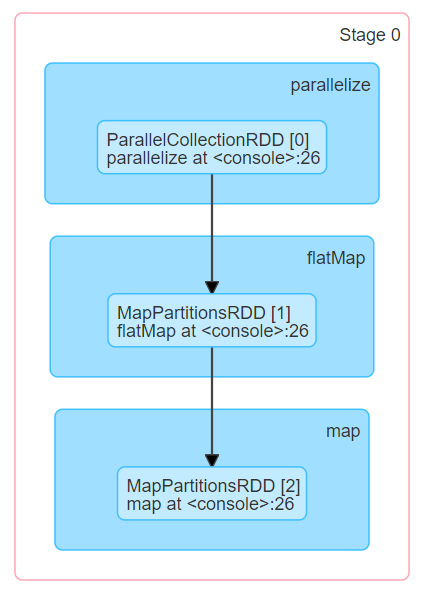 Stage 0
parallelize
ParallelCollectionRDD [0]
parallelize at <console>:26
flatMap
MapPartitionsRDD [1]
flatMap at <console>:26
map
MapPartitionsRDD [2]
map at <console>:26